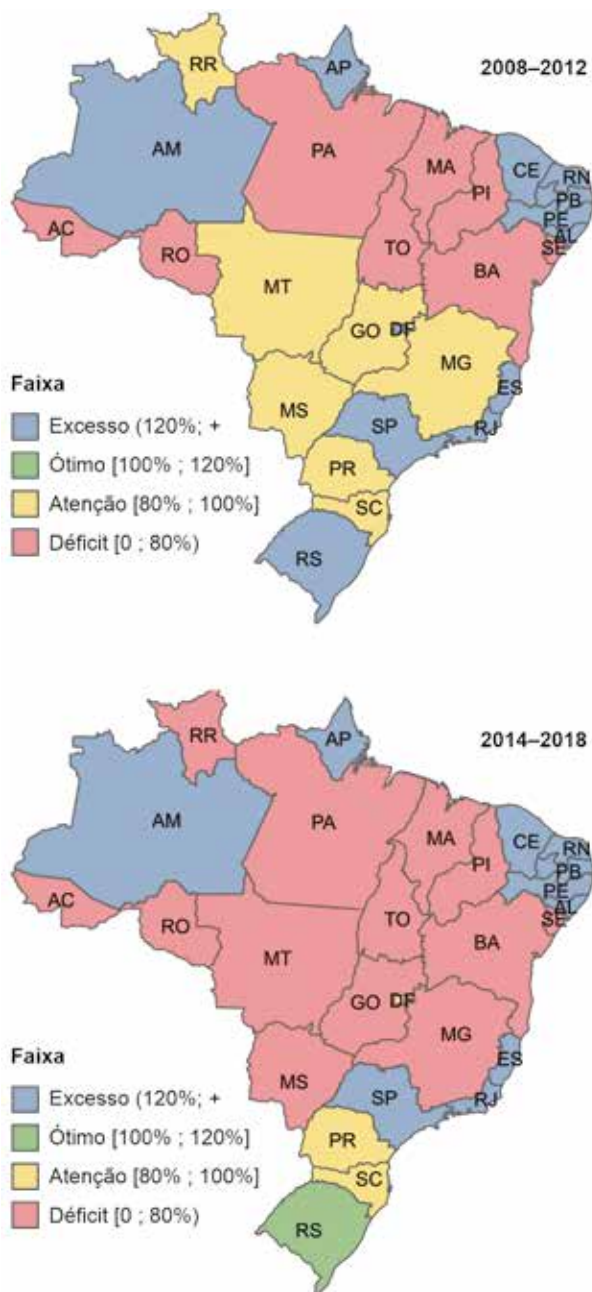 RR
AP
2008–2012
AM
PA
MA
CE
RN
PB
PI
PE
AL
AC
TO
SE
RO
BA
MT
GO
DF
MG
Faixa
ES
Excesso (120%; +
MS
SP
RJ
Ótimo [100% ; 120%]
PR
Atenção [80% ; 100%]
SC
Déficit [0 ; 80%)
RS
RR
AP
2014–2018
AM
PA
MA
CE
RN
PB
PI
PE
AL
AC
TO
SE
RO
BA
MT
GO
DF
MG
Faixa
ES
Excesso (120%; +
MS
SP
RJ
Ótimo [100% ; 120%]
PR
Atenção [80% ; 100%]
SC
Déficit [0 ; 80%)
RS